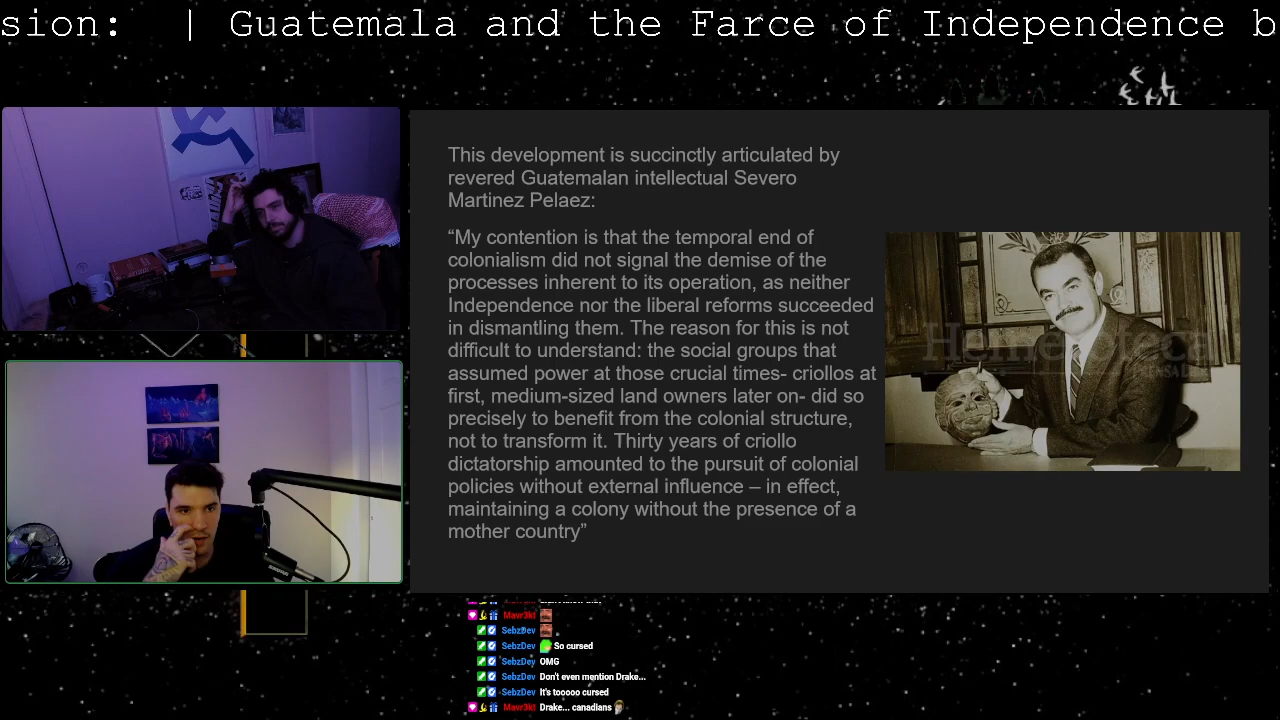 sion: | Guatemala and the Farce of Independence b
This development is succinctly articulated by
revered Guatemalan intellectual Severo
Martinez Pelaez:
“My contention is that the temporal end of
colonialism did not signal the demise of the
processes inherent to its operation, as neither
Independence nor the liberal reforms succeeded
in dismantling them. The reason for this is not
difficult to understand: the social groups that
assumed power at those crucial times- criollos at
first, medium-sized land owners later on- did so
precisely to benefit from the colonial structure,
not to transform it. Thirty years of criollo
dictatorship amounted to the pursuit of colonial
policies without external influence – in effect,
maintaining a colony without the presence of a
mother country”
Mavr3kt
SebzDev
SebzDev So cursed
SebzDev OMG
SebzDev Don't even mention Drake...
SebzDev It's tooooo cursed
Mavr3kt Drake... canadians